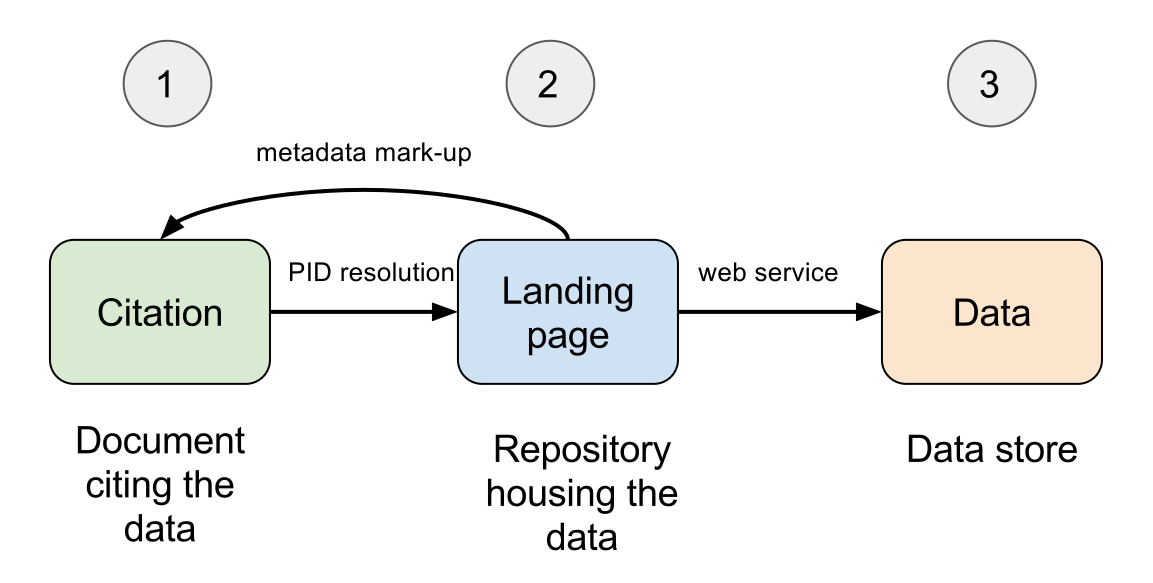 1
2
3
metadata mark-up
PID resolution
web service
Citation
Landing
page
Data
Document
citing the
data
Repository
housing the
data
Data store